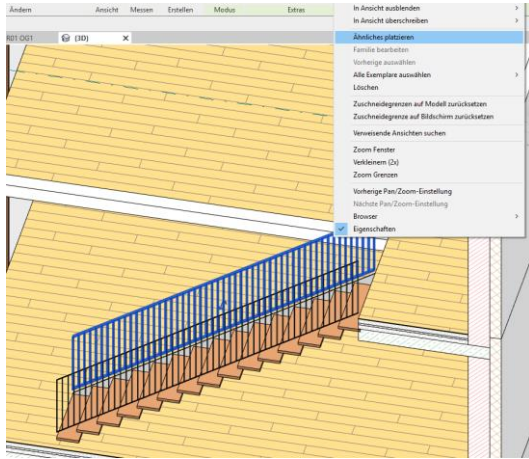 Ändern Ansicht Messen Erstellen Modus Extras
R01 OG1 {3D} X
In Ansicht ausblenden
In Ansicht überschreiben
Ähnliches platzieren
Familie bearbeiten
Vorherige auswählen
Alle Exemplare auswählen
Löschen
Zuschneidegrenzen auf Modell zurücksetzen
Zuschneidegrenze auf Bildschirm zurücksetzen
Verweisende Ansichten suchen
Zoom Fenster
Verkleinern (2x)
Zoom Grenzen
Vorherige Pan/Zoom-Einstellung
Nächste Pan/Zoom-Einstellung
Browser
Eigenschaften